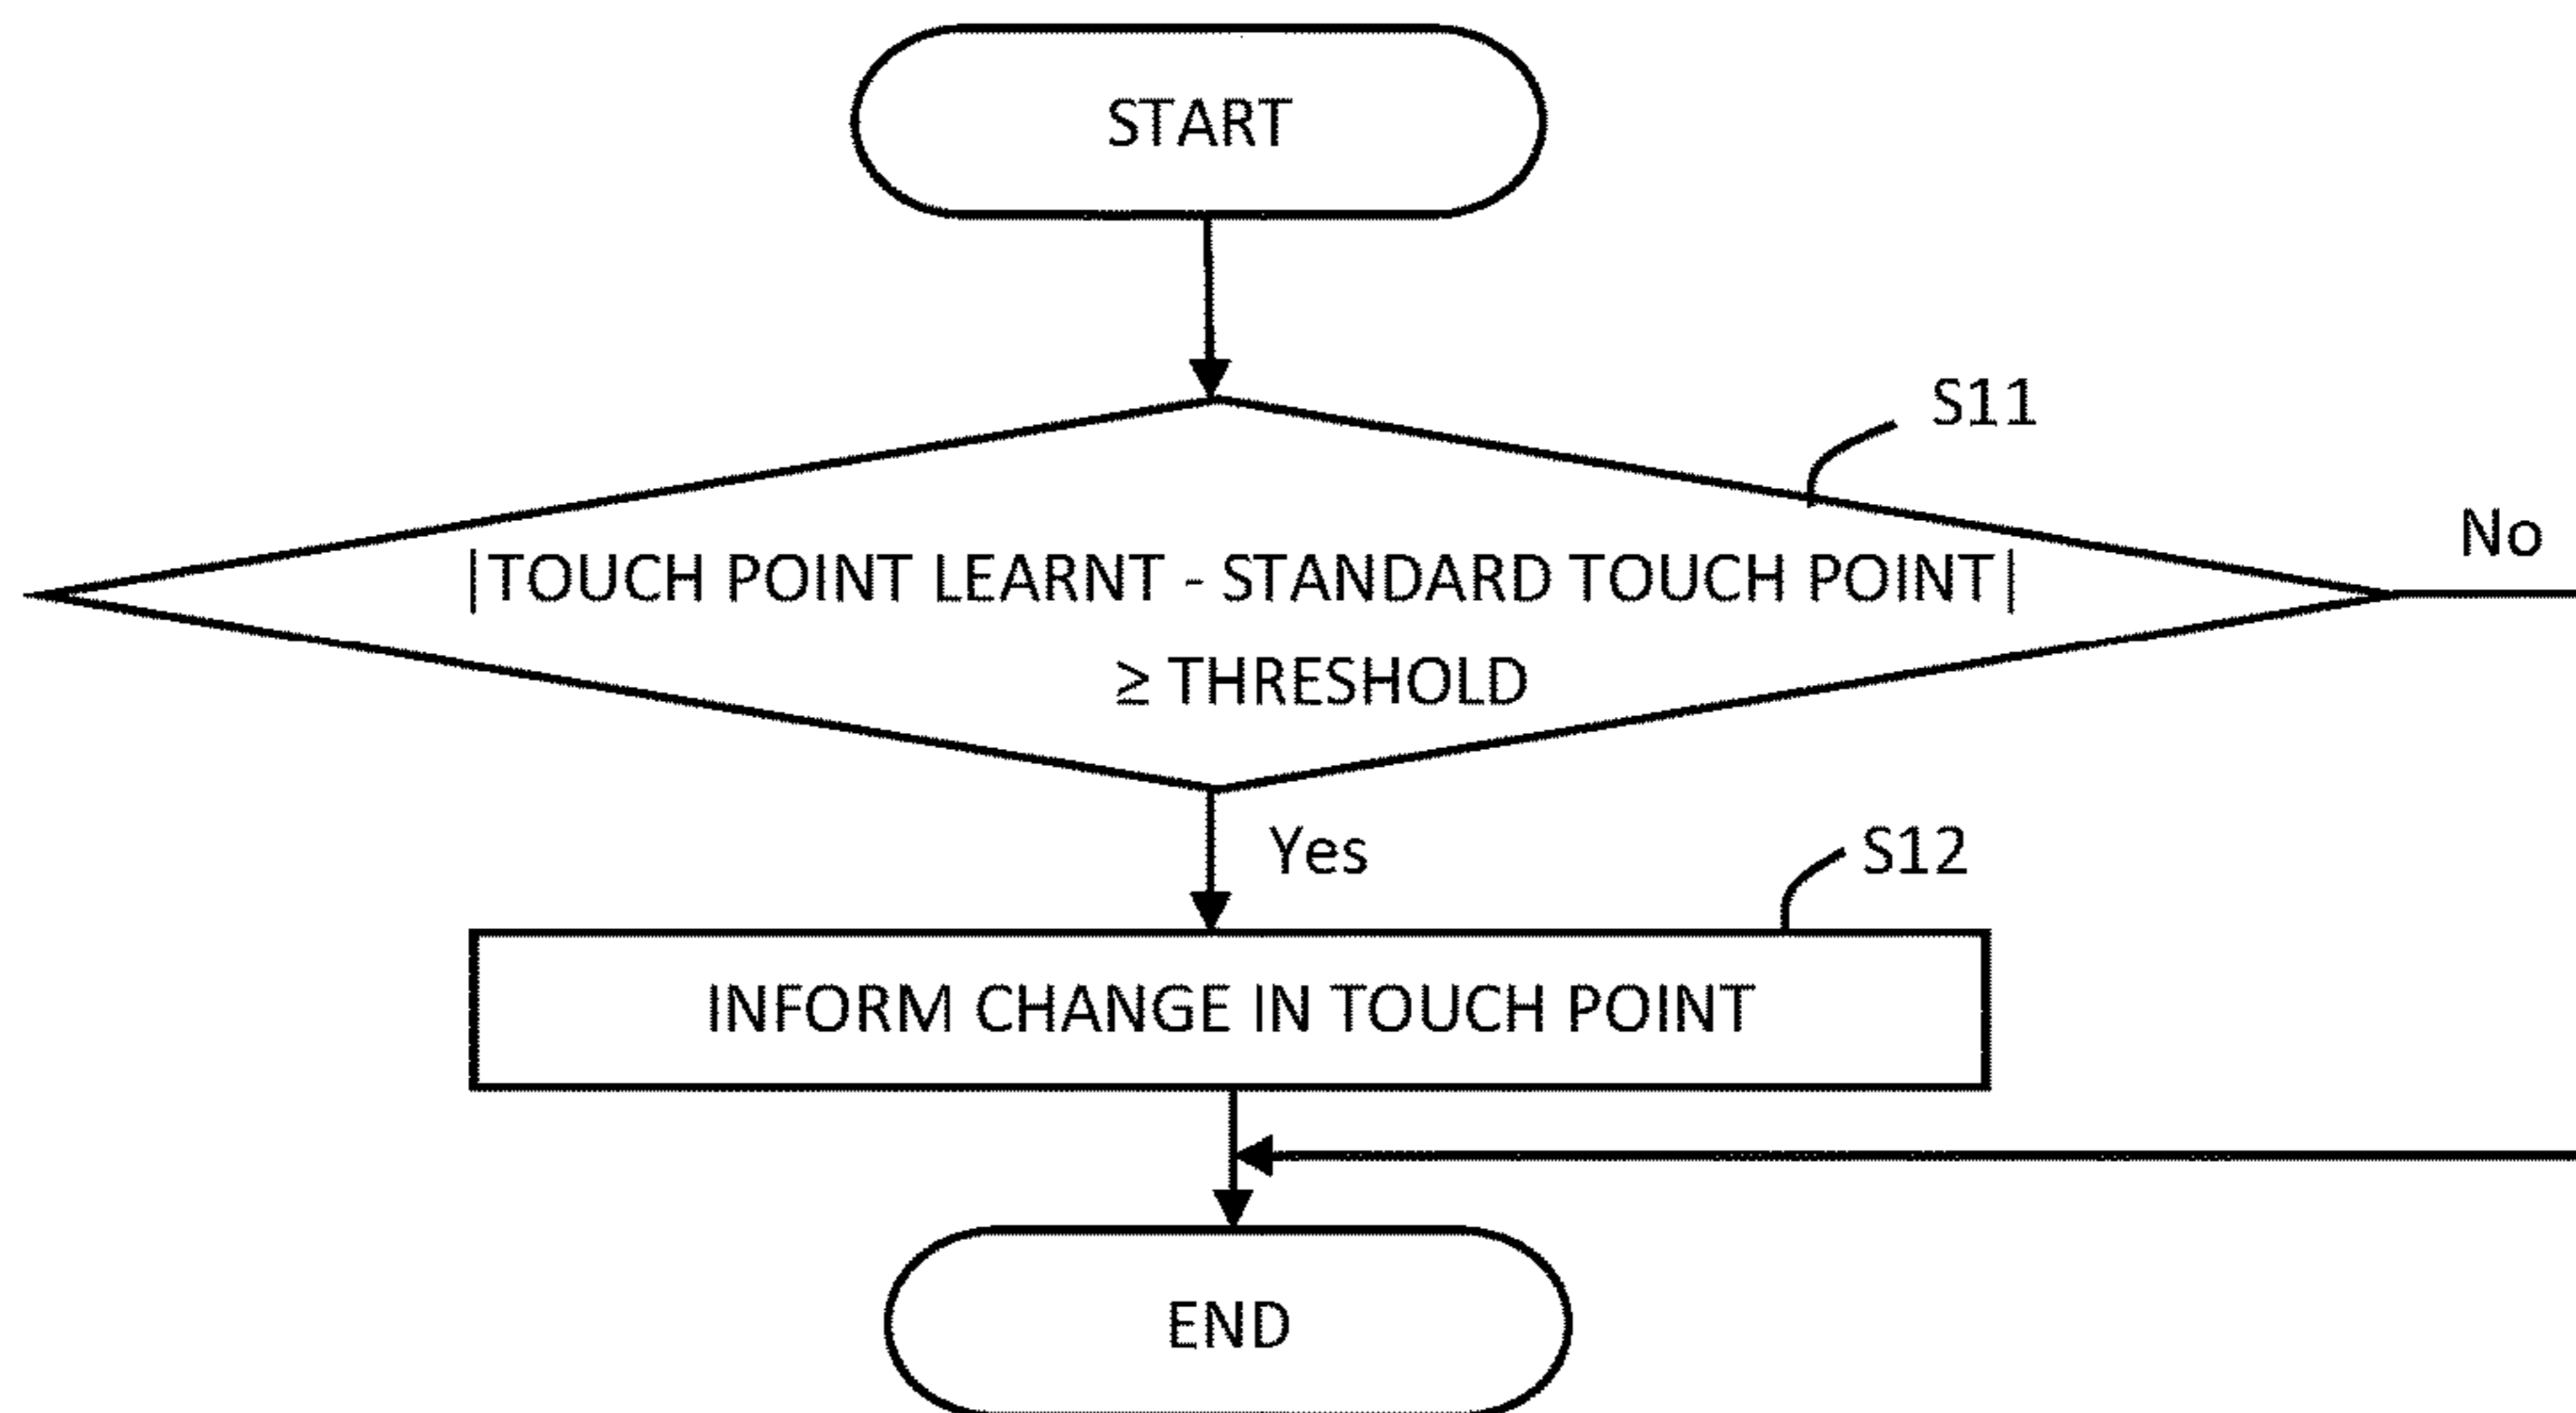 START
S11
|TOUCH POINT LEARNT - STANDARD TOUCH POINT|
≥ THRESHOLD
No
Yes
S12
INFORM CHANGE IN TOUCH POINT
END